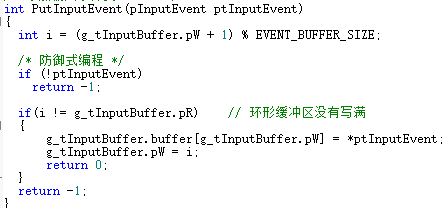 int PutInputEvent(pInputEvent ptInputEvent)
{
int i = (g_tInputBuffer.pW + 1) % EVENT_BUFFER_SIZE;
/* 防御式编程 */
if (!ptInputEvent)
return -1;
if(i != g_tInputBuffer.pR) // 环形缓冲区没有写满
{
g_tInputBuffer.buffer[g_tInputBuffer.pW] = *ptInputEvent;
g_tInputBuffer.pW = i;
return 0;
}
return -1;